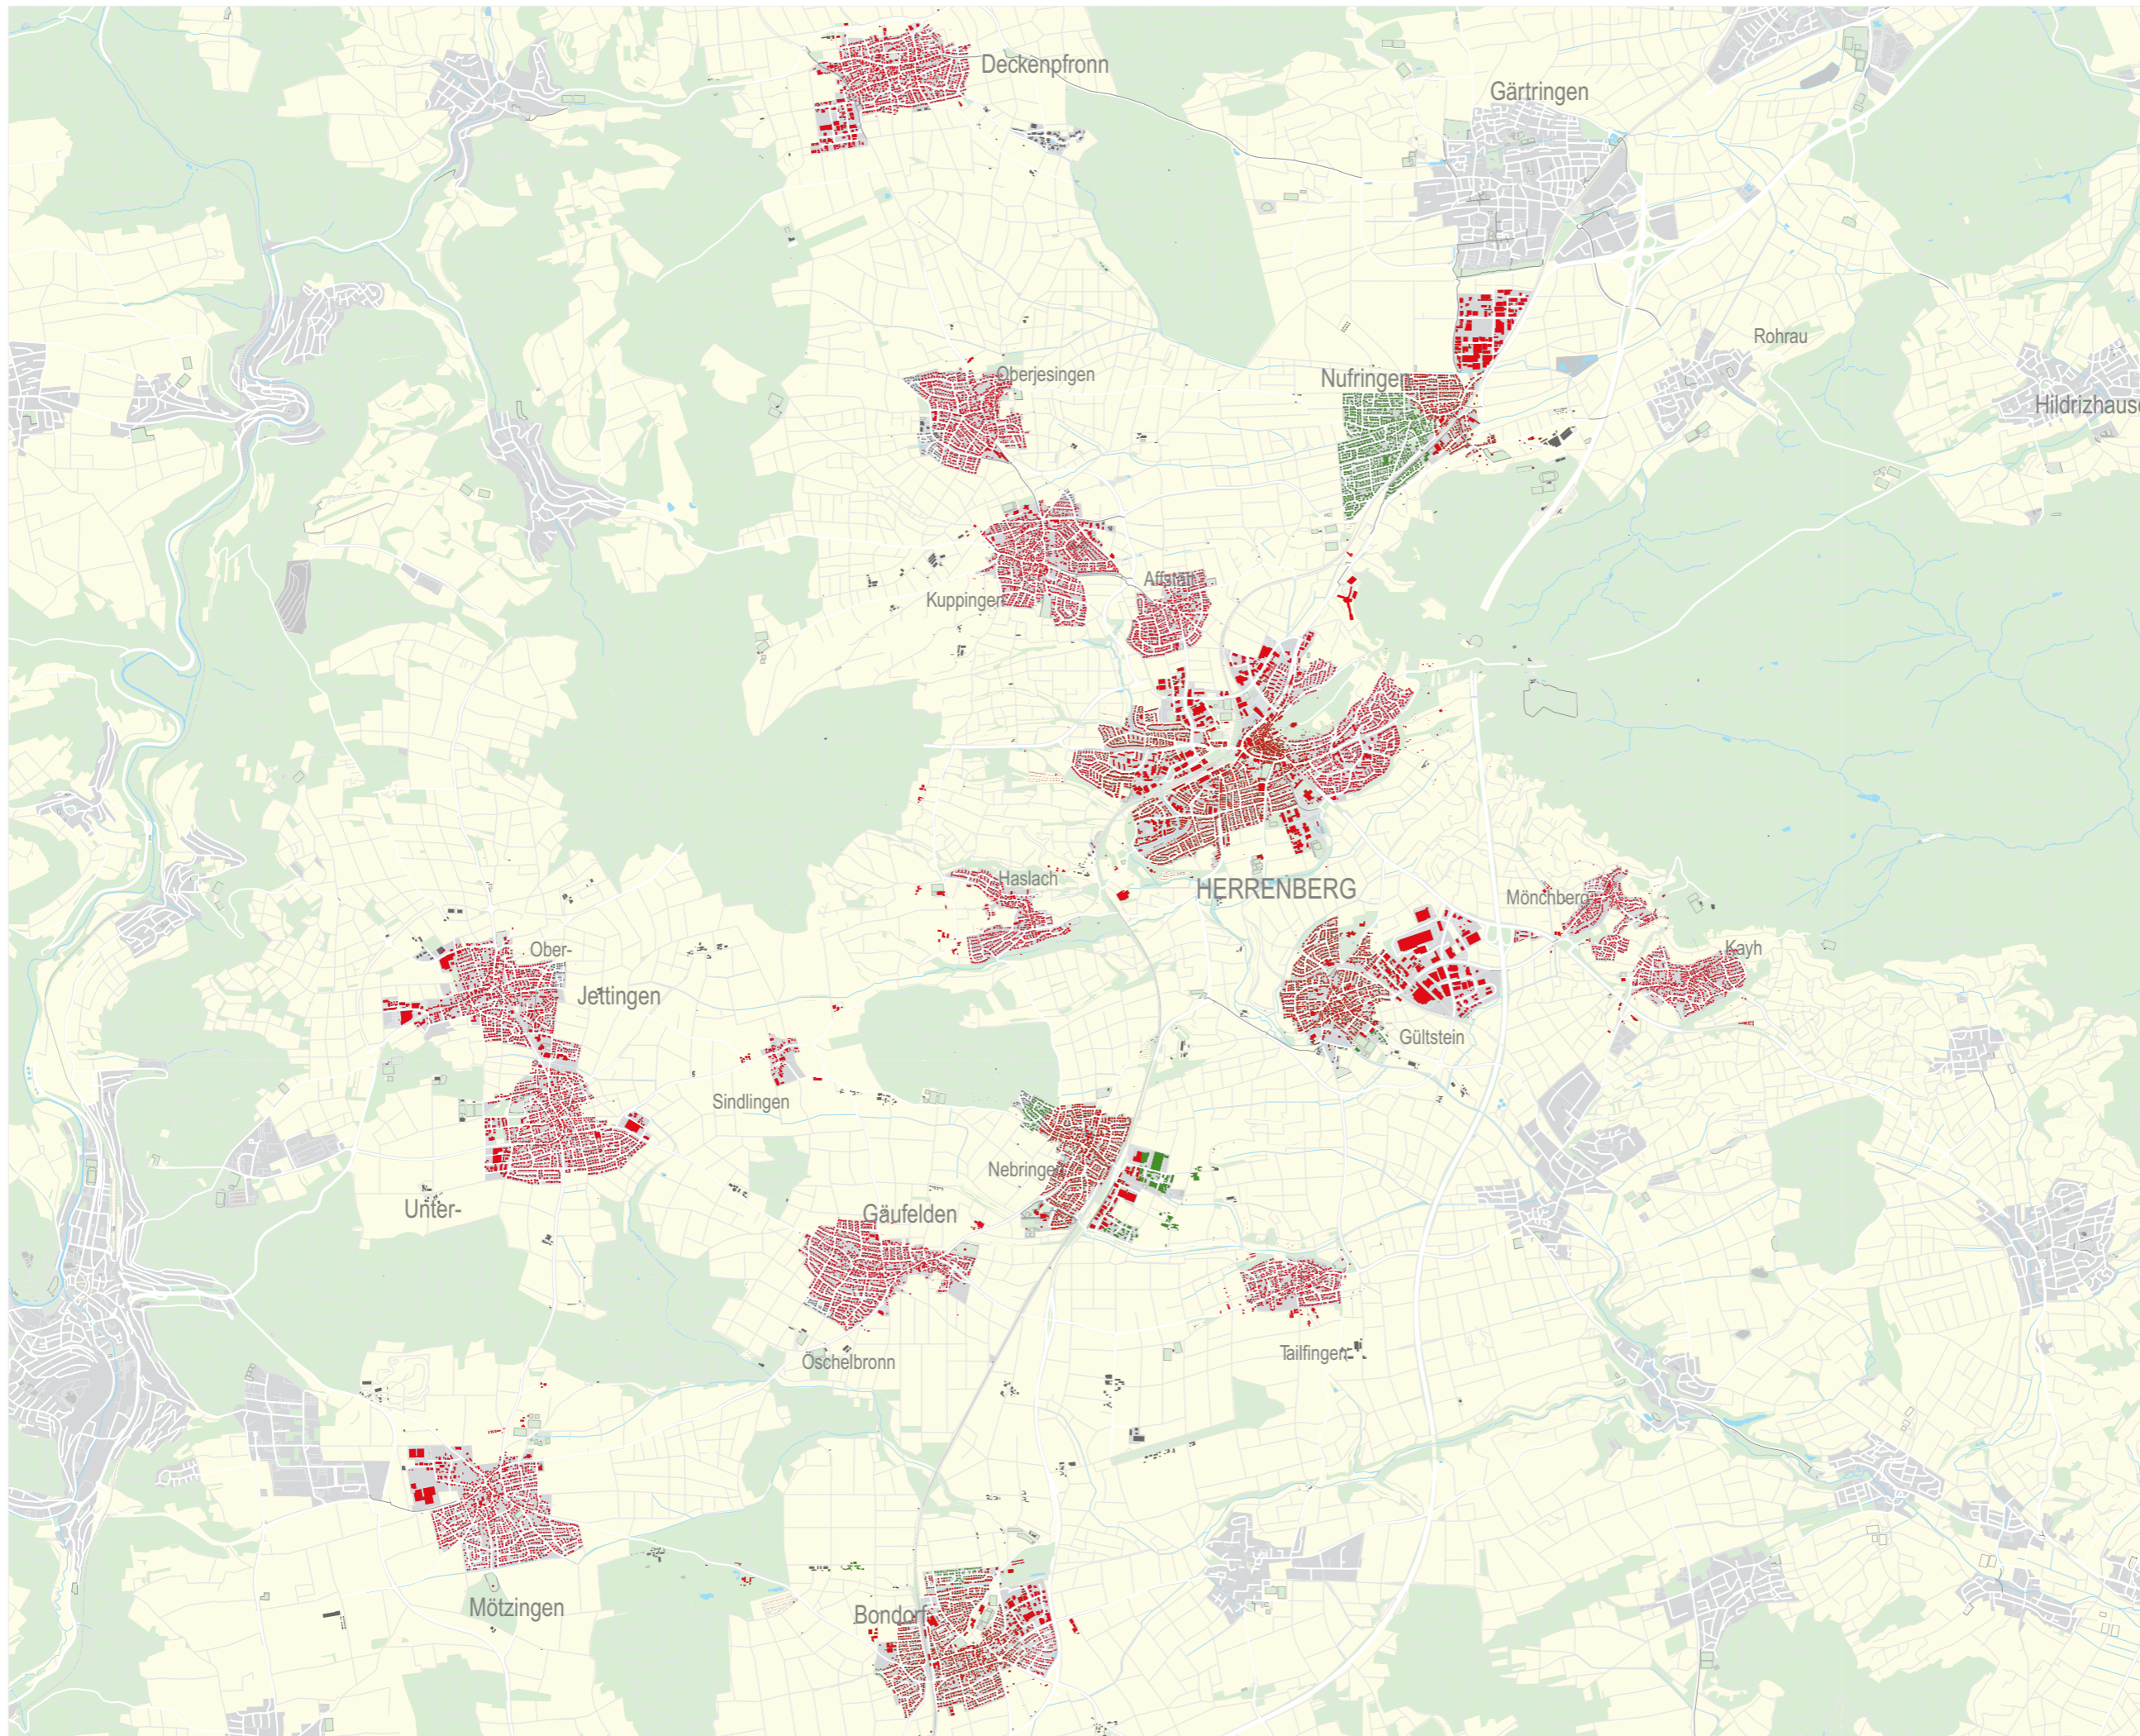 Deckenpfronn
Gärtringen
Rohrau
Oberjesingen
Nufringen
Hildrizhause
Affstätt
Kuppingen
Haslach
HERRENBERG
Mönchberg
Ober-
Kayh
Jettingen
Gültstein
Sindlingen
Nebringen
Unter-
Gäufelden
Öschelbronn
Tailfingen
Mötzingen
Bondorf